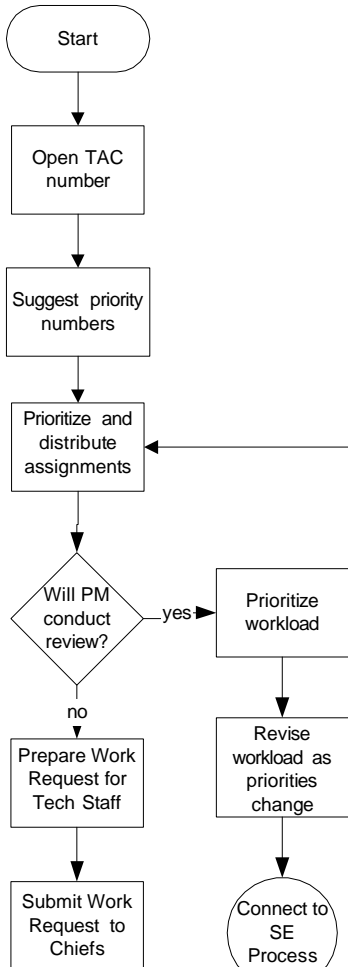 Start
Open TAC
number
Suggest priority
numbers
Prioritize and
distribute
assignments
Will PM
conduct
review?
yes
Prioritize
workload
no
Prepare Work
Request for
Tech Staff
Revise
workload as
priorities
change
Submit Work
Request to
Chiefs
Connect to
SE
Process